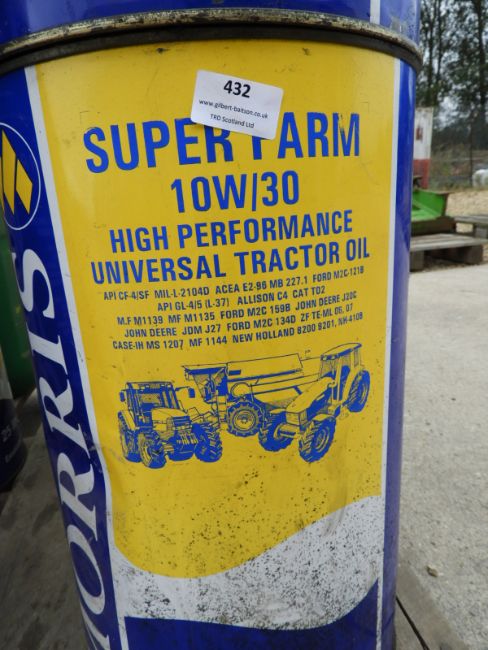 432
www.gilbert-baitson.co.uk
TRD Scotland Ltd
SUPER FARM
10W/30
HIGH PERFORMANCE
UNIVERSAL TRACTOR OIL
API CF-4/SF MIL-L-2104D ACEA E2-96 MB 227.1 FORD M2C-121B
API GL-4/5 (L-37) ALLISON C4 CAT TO2
M.F M1139 MF M1135 FORD M2C 159B JOHN DEERE J20C
JOHN DEERE JDM J27 FORD M2C 134D ZF TE-ML 06, 07
CASE-IH MS 1207 MF 1144 NEW HOLLAND 8200 9201, NH-410B
MORRIS